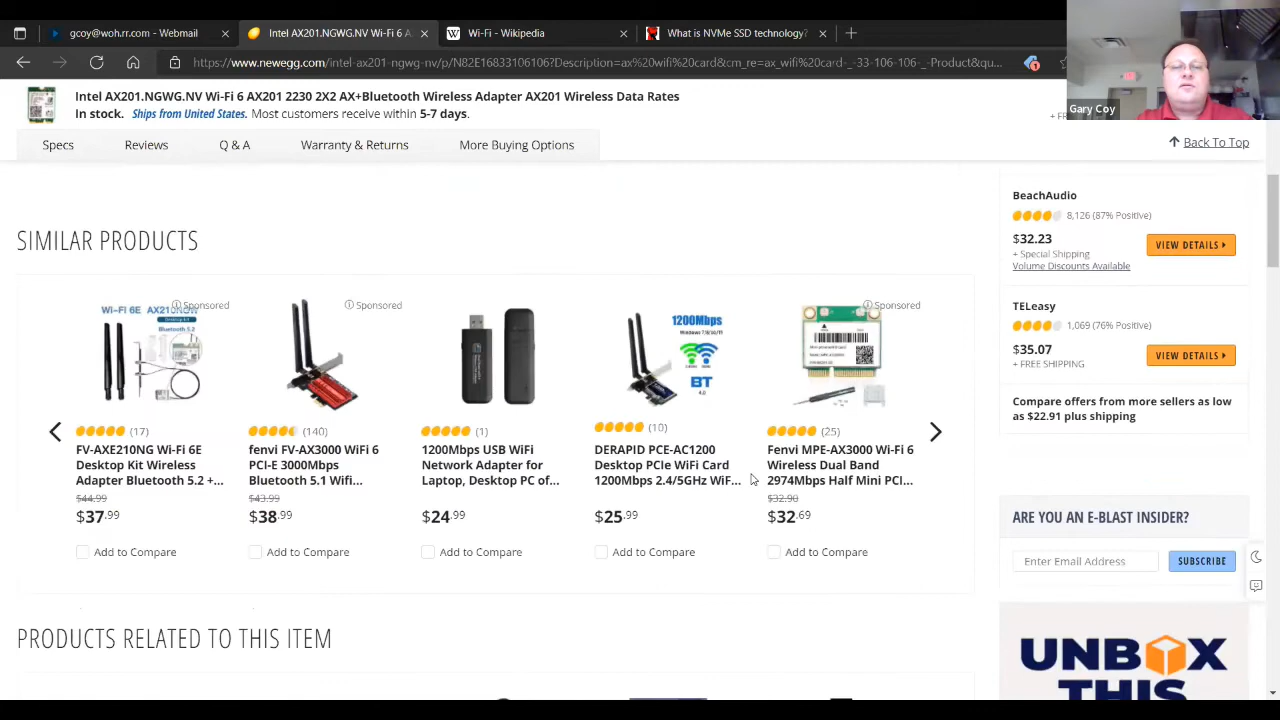 gcoy@woh.rr.com - Webmail
Intel AX201.NGWG.NV Wi-Fi 6 A
Wi-Fi - Wikipedia
What is NVMe SSD technology?
https://www.newegg.com/intel-ax201-ngwg-nv/p/N82E16833106106?Description=ax%20wifi%20card&cm_re=ax_wifi%20card-_-33-106-106-_-Product&qu...
Gary Coy
Intel AX201.NGWG.NV Wi-Fi 6 AX201 2230 2X2 AX+Bluetooth Wireless Adapter AX201 Wireless Data Rates
In stock. Ships from United States. Most customers receive within 5-7 days.
Specs
Reviews
Q & A
Warranty & Returns
More Buying Options
Back To Top
SIMILAR PRODUCTS
Wi-Fi 6E AX210NGW
Bluetooth 5.2
Sponsored
(17)
FV-AXE210NG Wi-Fi 6E
Desktop Kit Wireless
Adapter Bluetooth 5.2 +...
$44.99
$37.99
Add to Compare
Sponsored
(140)
fenvi FV-AX3000 WiFi 6
PCI-E 3000Mbps
Bluetooth 5.1 Wifi...
$43.99
$38.99
Add to Compare
(1)
1200Mbps USB WiFi
Network Adapter for
Laptop, Desktop PC of...
$24.99
Add to Compare
1200Mbps
BT
4.0
(10)
DERAPID PCE-AC1200
Desktop PCIe WiFi Card
1200Mbps 2.4/5GHz WiF...
$25.99
Add to Compare
Sponsored
(25)
Fenvi MPE-AX3000 Wi-Fi 6
Wireless Dual Band
2974Mbps Half Mini PCI...
$32.90
$32.69
Add to Compare
BeachAudio
8,126 (87% Positive)
$32.23
+ Special Shipping
Volume Discounts Available
VIEW DETAILS
TELeasy
1,069 (76% Positive)
$35.07
+ FREE SHIPPING
VIEW DETAILS
Compare offers from more sellers as low
as $22.91 plus shipping
ARE YOU AN E-BLAST INSIDER?
Enter Email Address
SUBSCRIBE
PRODUCTS RELATED TO THIS ITEM
UNBOX
THIS